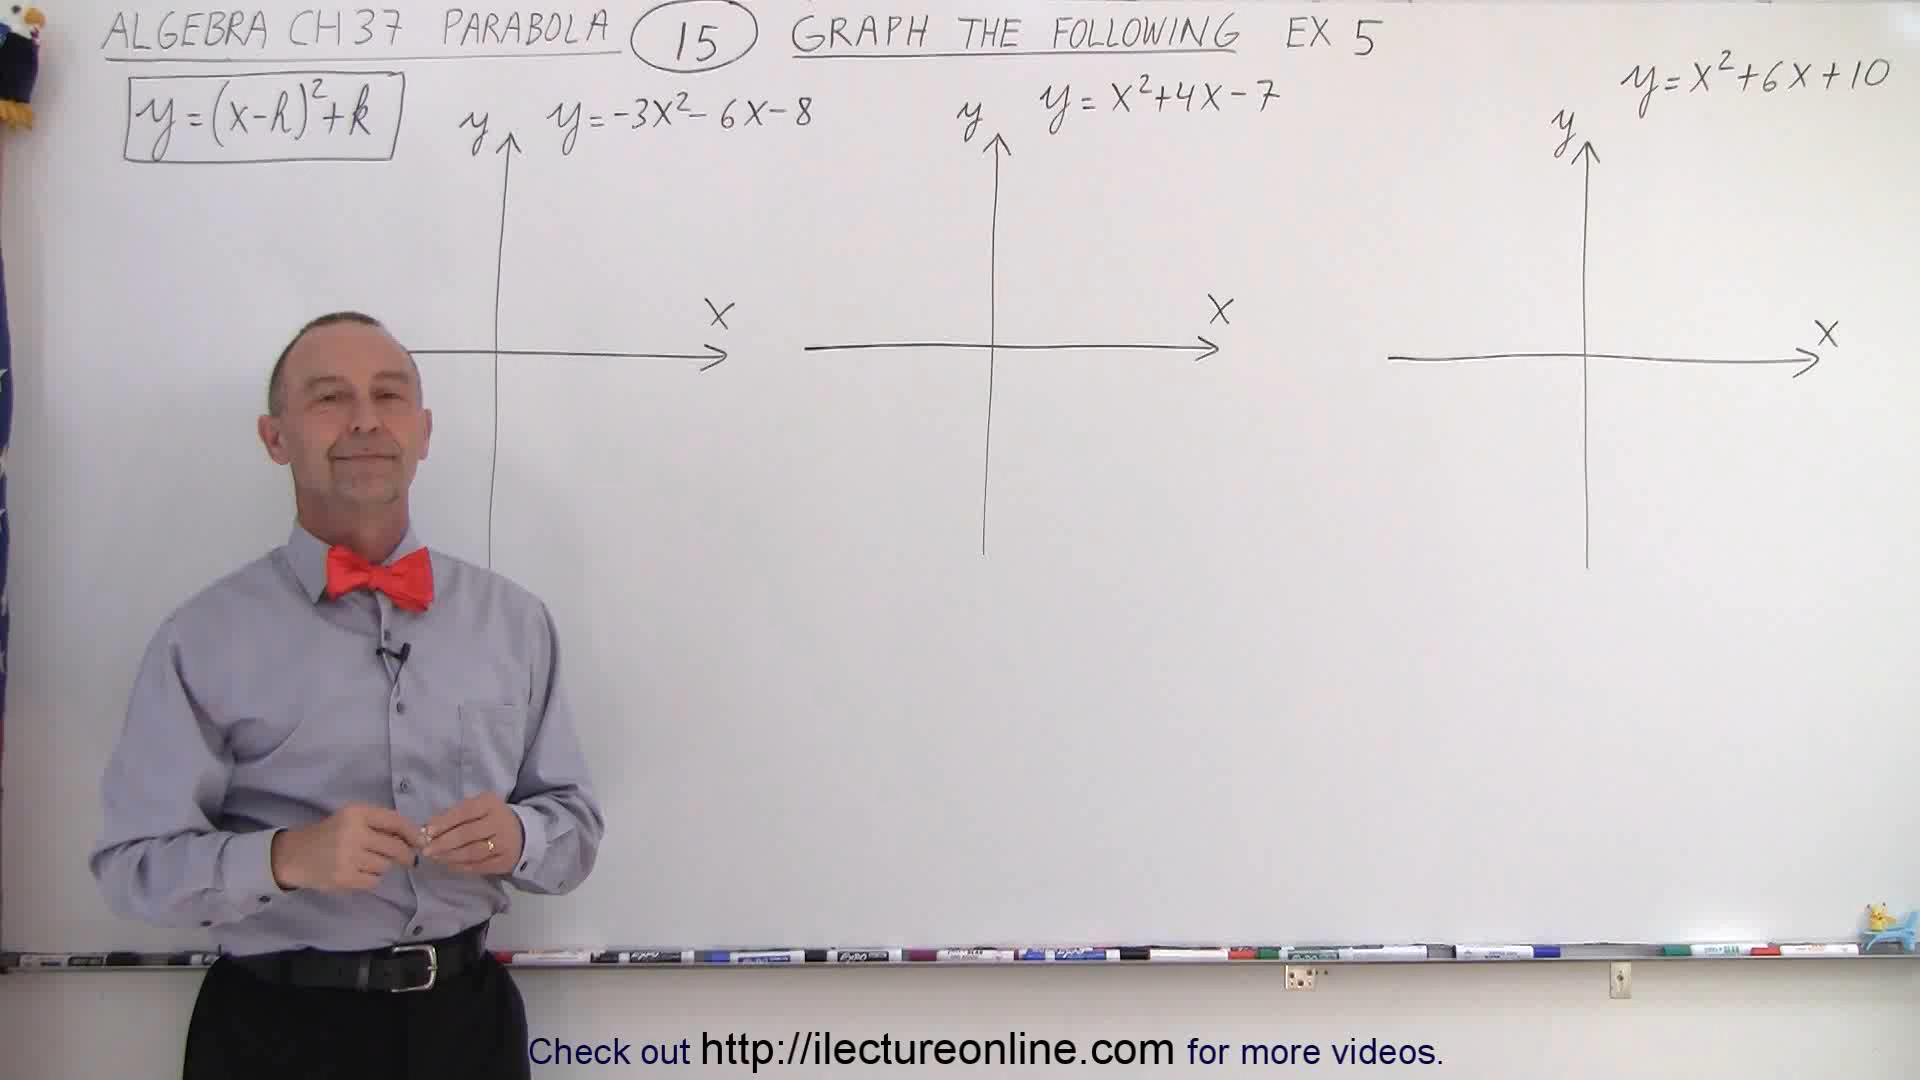 ALGEBRA CH 37 PARABOLA 15 GRAPH THE FOLLOWING EX 5
y=(x-h)²+k
y=-3x²-6x-8
y=x²+4x-7
y=x²+6x+10
y
x
y
x
y
x
Check out http://ilectureonline.com for more videos.